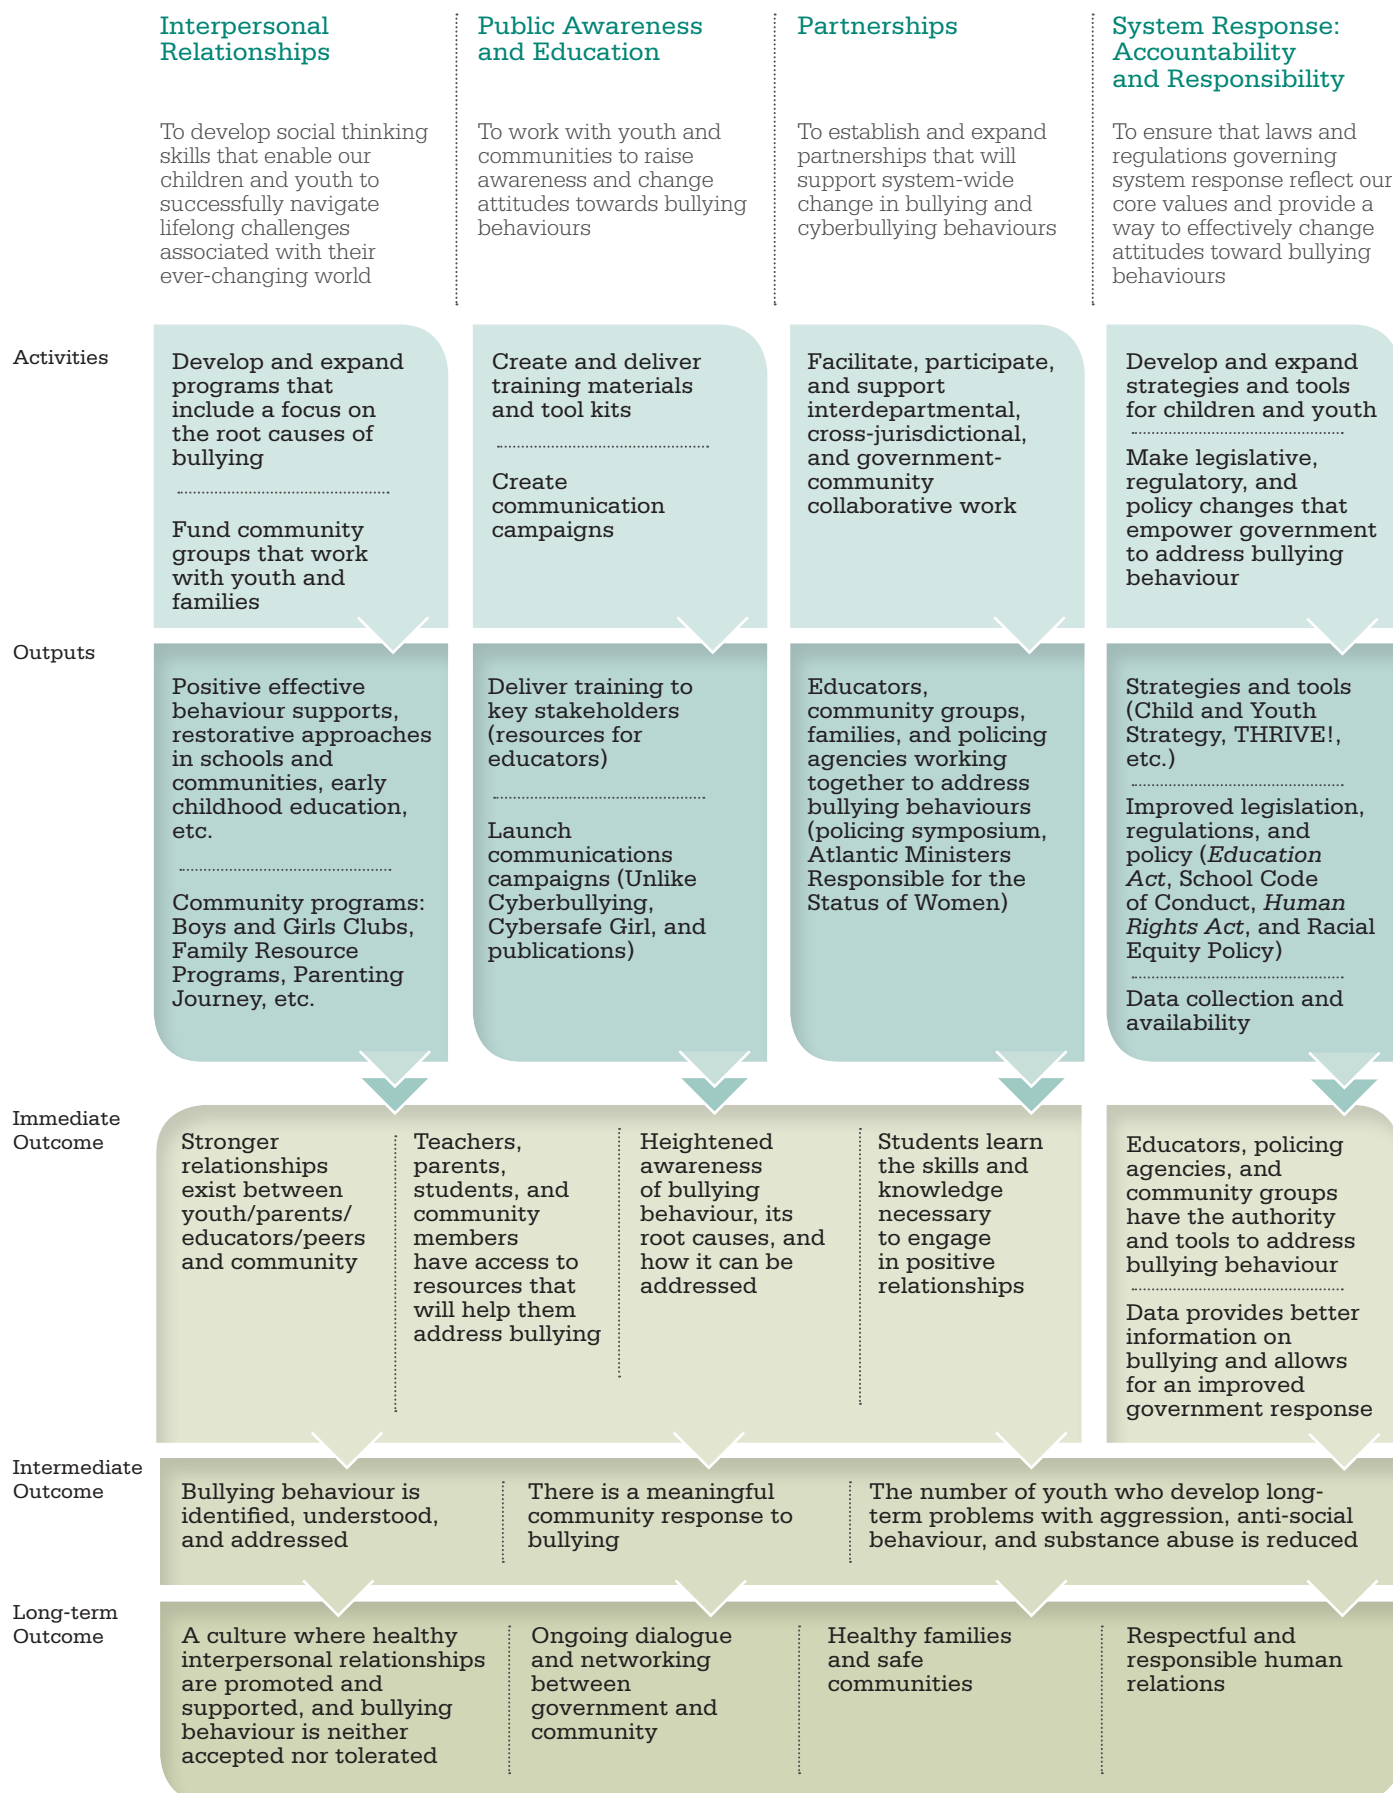 Interpersonal
Relationships
To develop social thinking
skills that enable our
children and youth to
successfully navigate
lifelong challenges
associated with their
ever-changing world
Public Awareness
and Education
To work with youth and
communities to raise
awareness and change
attitudes towards bullying
behaviours
Partnerships
To establish and expand
partnerships that will
support system-wide
change in bullying and
cyberbullying behaviours
System Response:
Accountability
and Responsibility
To ensure that laws and
regulations governing
system response reflect our
core values and provide a
way to effectively change
attitudes toward bullying
behaviours
Activities
Develop and expand
programs that
include a focus on
the root causes of
bullying
Fund community
groups that work
with youth and
families
Create and deliver
training materials
and tool kits
Create
communication
campaigns
Facilitate, participate,
and support
interdepartmental,
cross-jurisdictional,
and government-
community
collaborative work
Develop and expand
strategies and tools
for children and youth
Make legislative,
regulatory, and
policy changes that
empower government
to address bullying
behaviour
Outputs
Positive effective
behaviour supports,
restorative approaches
in schools and
communities, early
childhood education,
etc.
Community programs:
Boys and Girls Clubs,
Family Resource
Programs, Parenting
Journey, etc.
Deliver training to
key stakeholders
(resources for
educators)
Launch
communications
campaigns (Unlike
Cyberbullying,
Cybersafe Girl, and
publications)
Educators,
community groups,
families, and policing
agencies working
together to address
bullying behaviours
(policing symposium,
Atlantic Ministers
Responsible for the
Status of Women)
Strategies and tools
(Child and Youth
Strategy, THRIVE!,
etc.)
Improved legislation,
regulations, and
policy (Education
Act, School Code
of Conduct, Human
Rights Act, and Racial
Equity Policy)
Data collection and
availability
Immediate
Outcome
Stronger
relationships
exist between
youth/parents/
educators/peers
and community
Teachers,
parents,
students, and
community
members
have access to
resources that
will help them
address bullying
Heightened
awareness
of bullying
behaviour, its
root causes, and
how it can be
addressed
Students learn
the skills and
knowledge
necessary
to engage
in positive
relationships
Educators, policing
agencies, and
community groups
have the authority
and tools to address
bullying behaviour
Data provides better
information on
bullying and allows
for an improved
government response
Intermediate
Outcome
Bullying behaviour is
identified, understood,
and addressed
There is a meaningful
community response to
bullying
The number of youth who develop long-
term problems with aggression, anti-social
behaviour, and substance abuse is reduced
Long-term
Outcome
A culture where healthy
interpersonal relationships
are promoted and
supported, and bullying
behaviour is neither
accepted nor tolerated
Ongoing dialogue
and networking
between
government and
community
Healthy families
and safe
communities
Respectful and
responsible human
relations